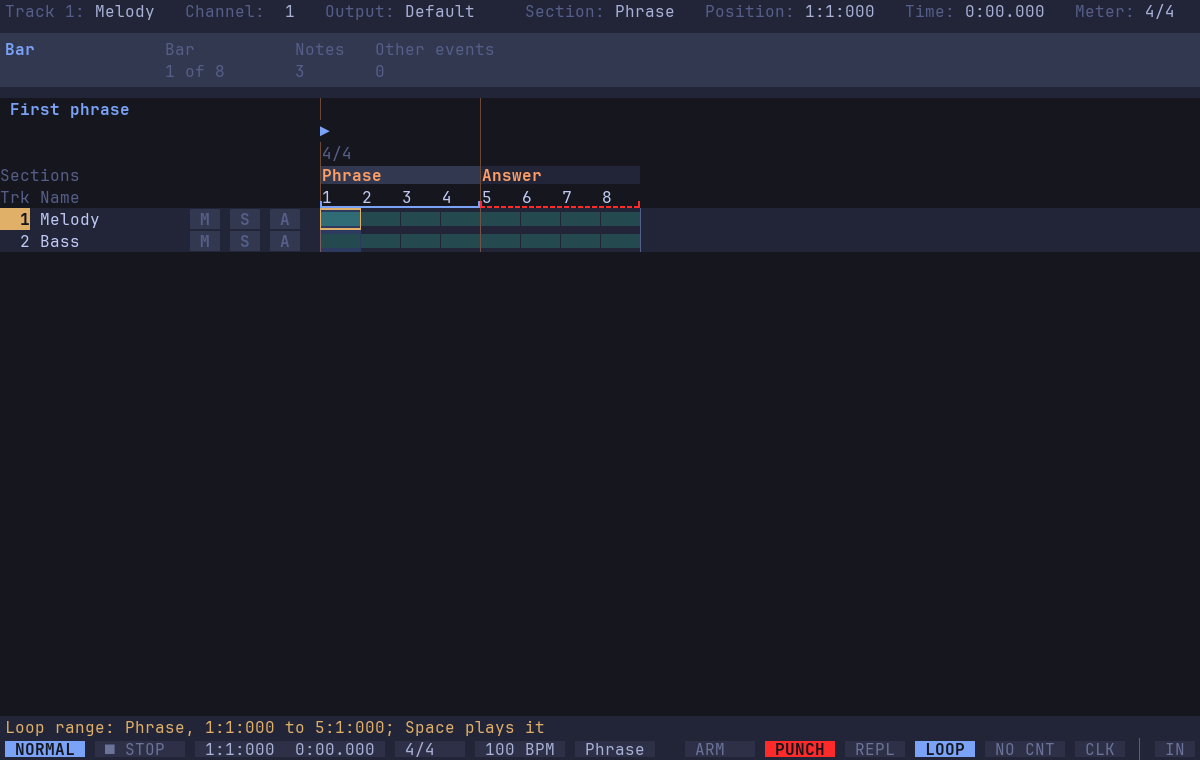 Track 1: Melody Channel: 1 Output: Default Section: Phrase Position: 1:1:000 Time: 0:00.000 Meter: 4/4
Bar Bar Notes Other events
1 of 8 3 0
First phrase
4/4
Sections Phrase Answer
Trk Name 1 2 3 4 5 6 7 8
1 Melody M S A
2 Bass M S A
Loop range: Phrase, 1:1:000 to 5:1:000; Space plays it
NORMAL STOP 1:1:000 0:00.000 4/4 100 BPM Phrase ARM PUNCH REPL LOOP NO CNT CLK IN